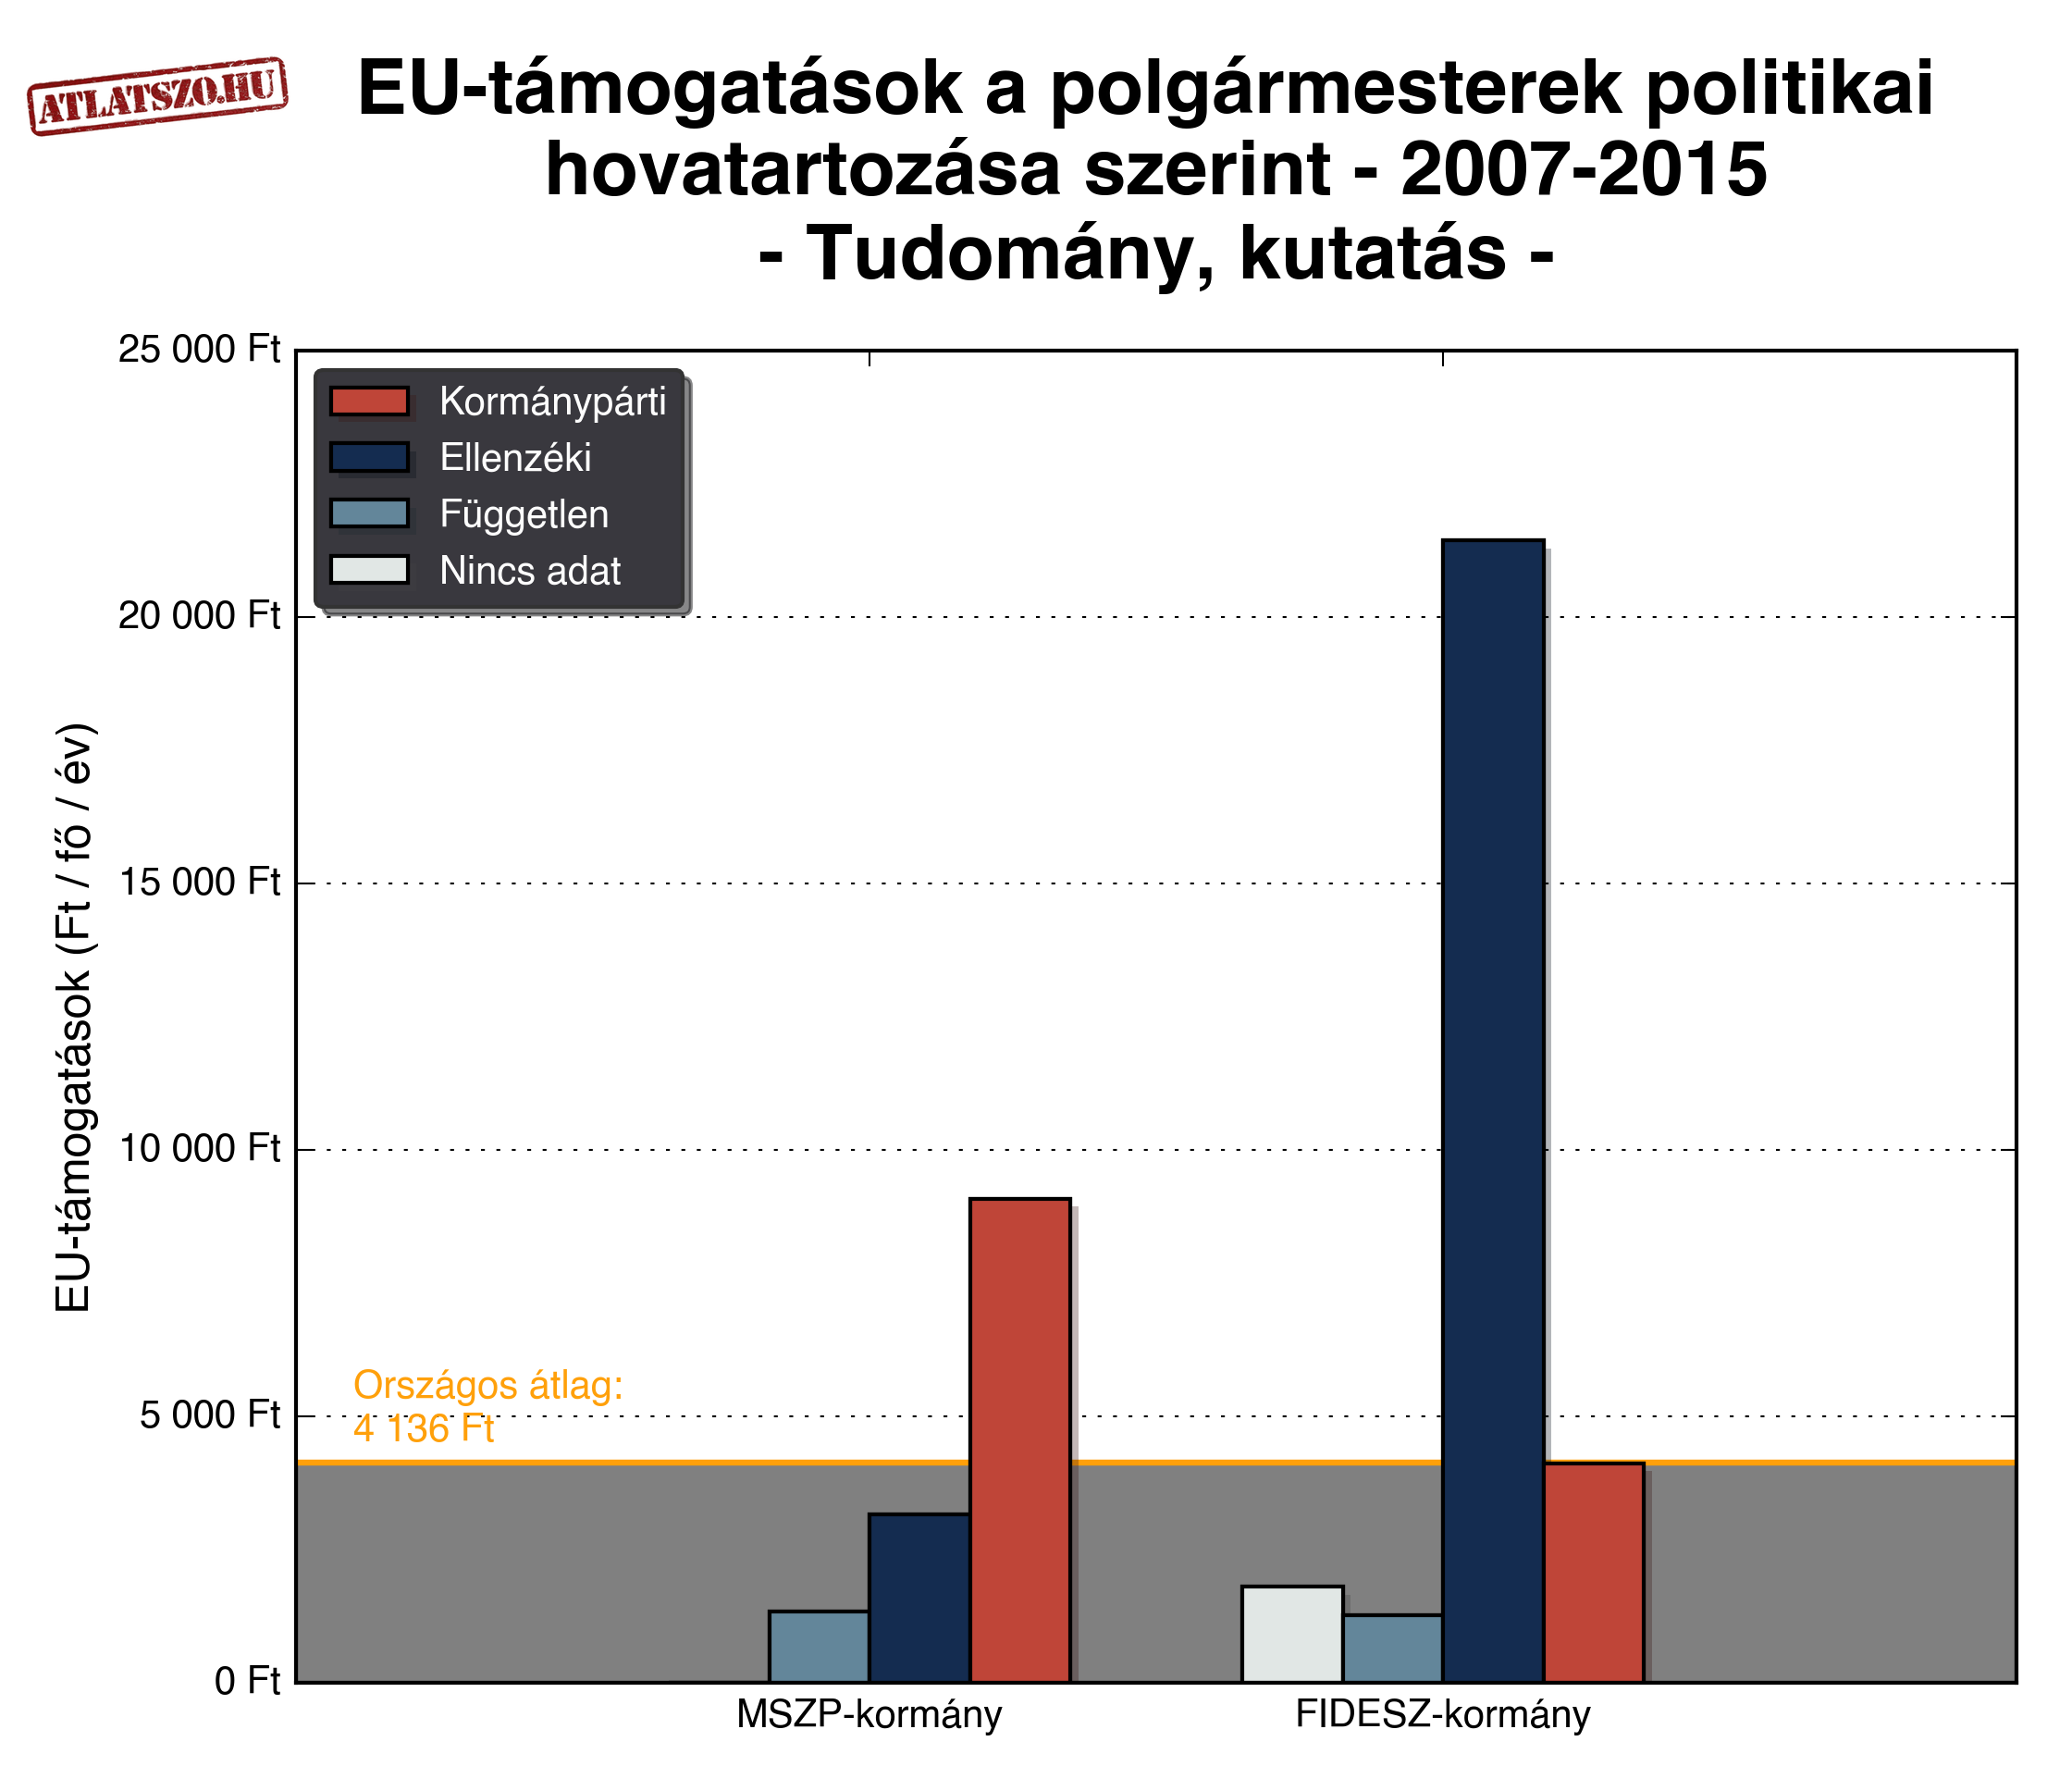 ATLATSZO.HU
EU-támogatások a polgármesterek politikai
hovatartozása szerint - 2007-2015
- Tudomány, kutatás -
25 000 Ft
20 000 Ft
15 000 Ft
10 000 Ft
5 000 Ft
0 Ft
EU-támogatások (Ft / fő / év)
Kormánypárti
Ellenzéki
Független
Nincs adat
Országos átlag:
4 136 Ft
MSZP-kormány
FIDESZ-kormány